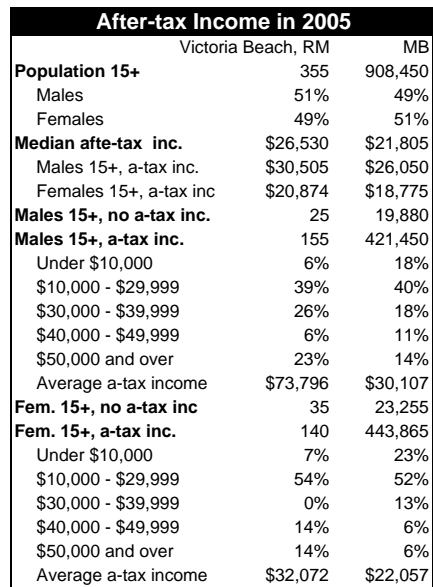 After-tax Income in 2005
Victoria Beach, RM MB
Population 15+ 355 908,450
Males 51% 49%
Females 49% 51%
Median afte-tax inc. $26,530 $21,805
Males 15+, a-tax inc. $30,505 $26,050
Females 15+, a-tax inc $20,874 $18,775
Males 15+, no a-tax inc. 25 19,880
Males 15+, a-tax inc. 155 421,450
Under $10,000 6% 18%
$10,000 - $29,999 39% 40%
$30,000 - $39,999 26% 18%
$40,000 - $49,999 6% 11%
$50,000 and over 23% 14%
Average a-tax income $73,796 $30,107
Fem. 15+, no a-tax inc 35 23,255
Fem. 15+, a-tax inc. 140 443,865
Under $10,000 7% 23%
$10,000 - $29,999 54% 52%
$30,000 - $39,999 0% 13%
$40,000 - $49,999 14% 6%
$50,000 and over 14% 6%
Average a-tax income $32,072 $22,057